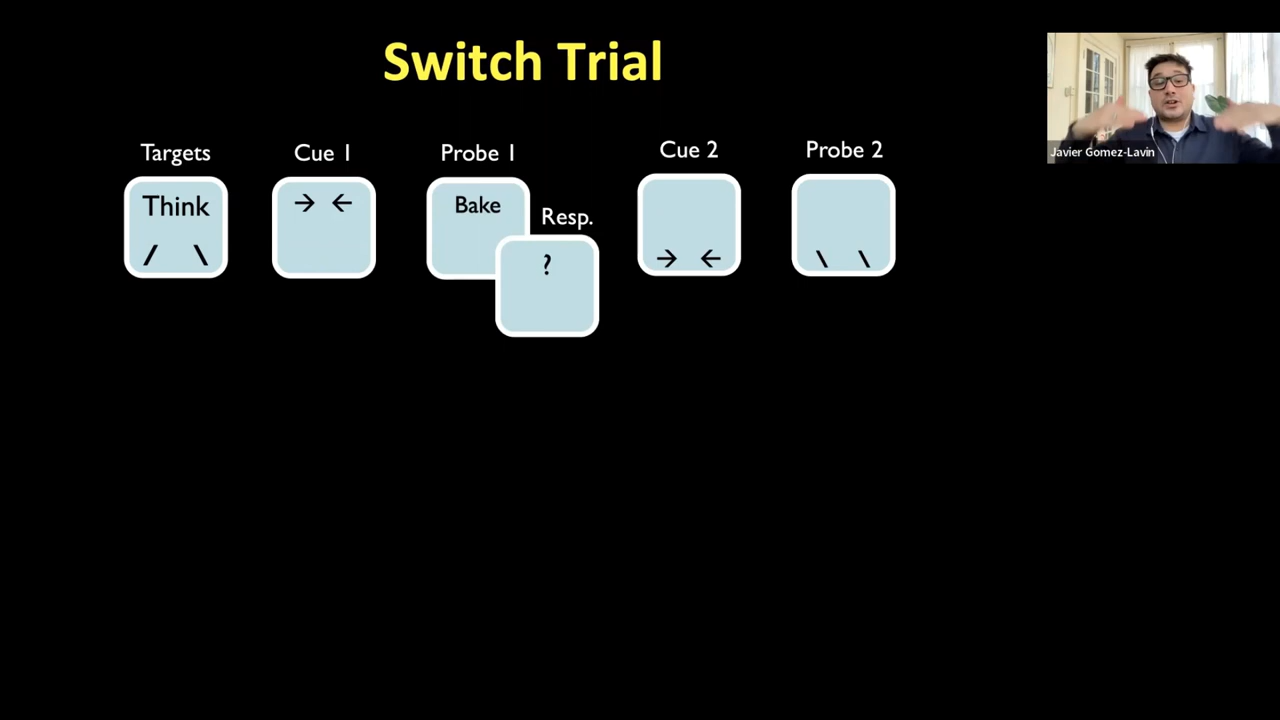 Switch Trial
Targets
Cue 1
Probe 1
Cue 2
Probe 2
Think
/ \
→ ←
Bake
Resp.
?
→ ←
\ \
Javier Gomez-Lavin